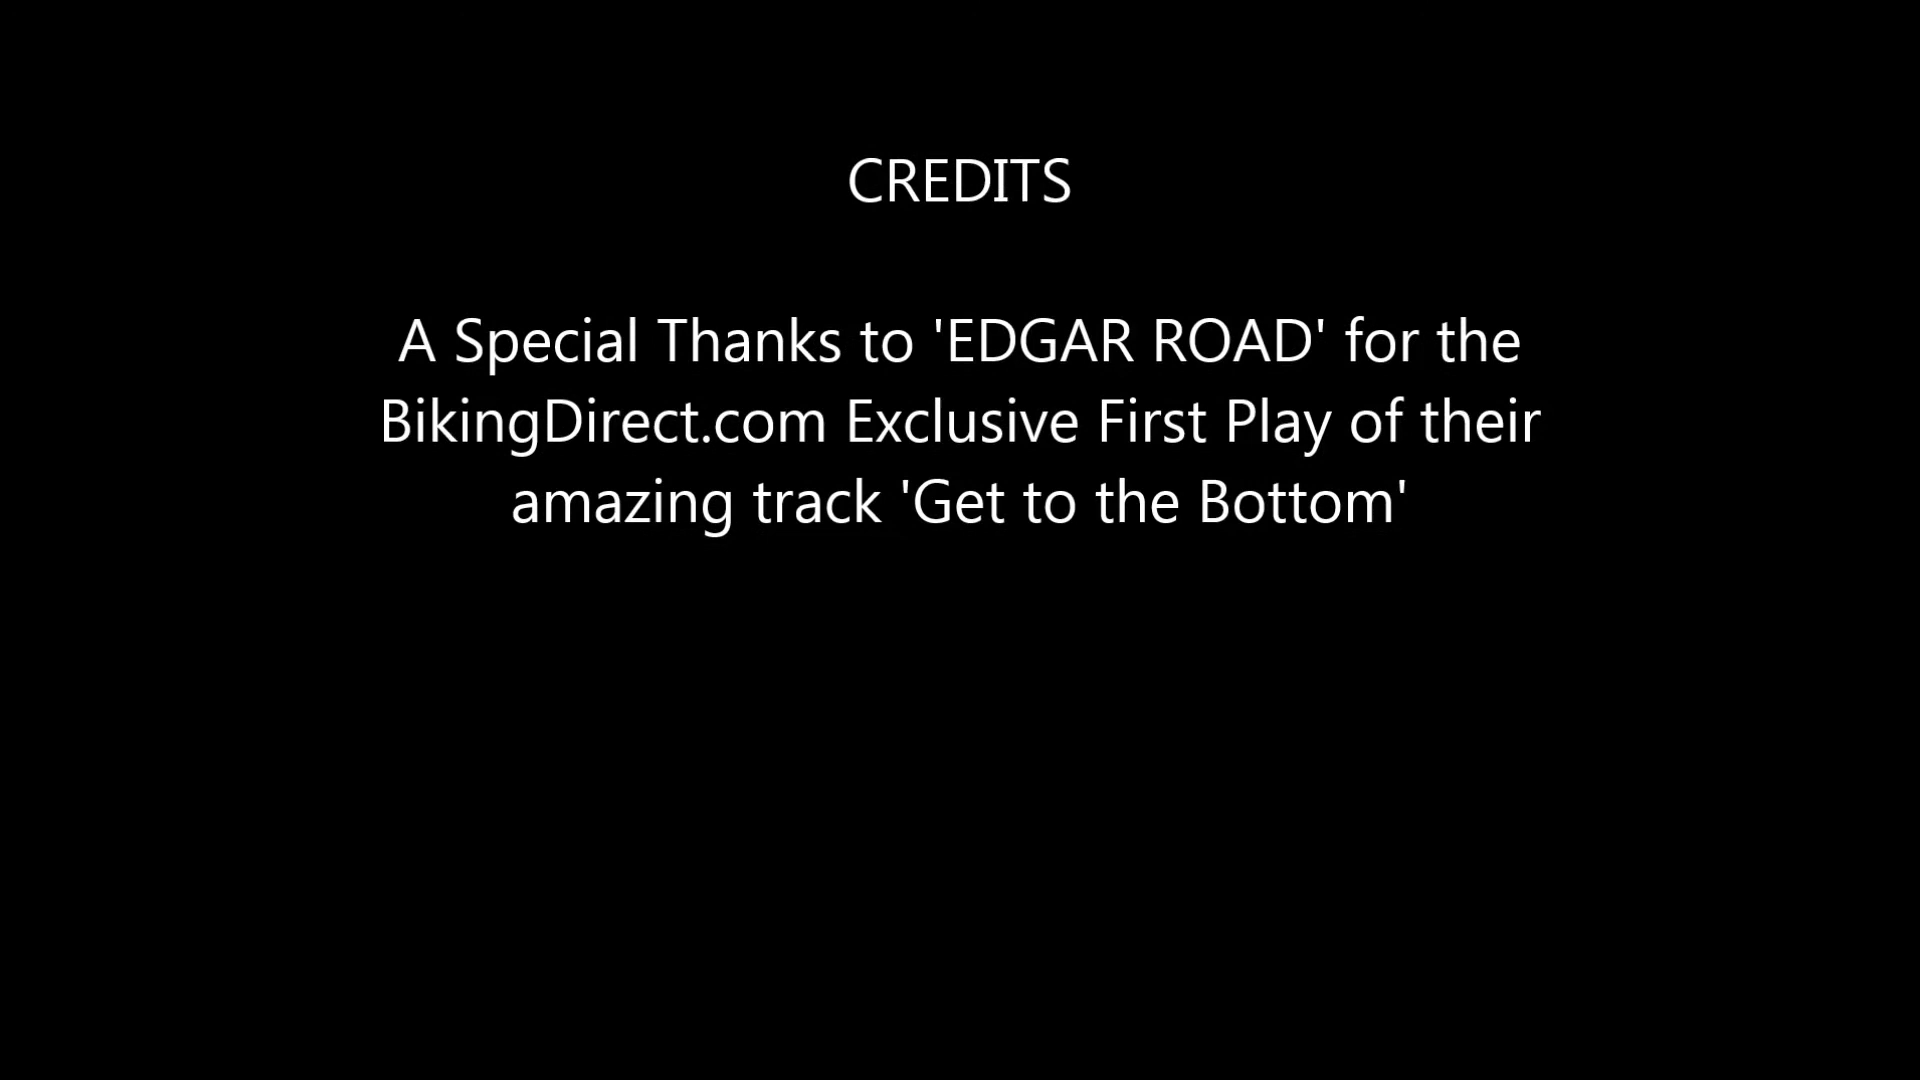 CREDITS
A Special Thanks to 'EDGAR ROAD' for the
BikingDirect.com Exclusive First Play of their
amazing track 'Get to the Bottom'